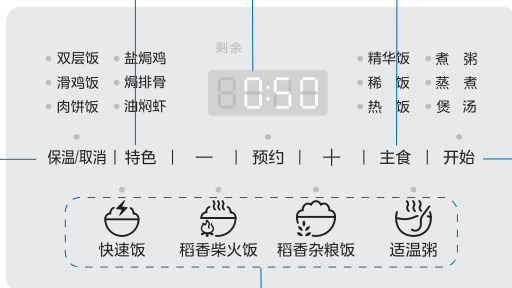 剩余
双层饭 盐焗鸡 精华饭 煮粥
滑鸡饭 焗排骨 稀饭 蒸煮
肉饼饭 油焖虾 热饭 煲汤
0:50
保温/取消 | 特色 | — | 预约 | + | 主食 | 开始
快速饭 稻香柴火饭 稻香杂粮饭 适温粥